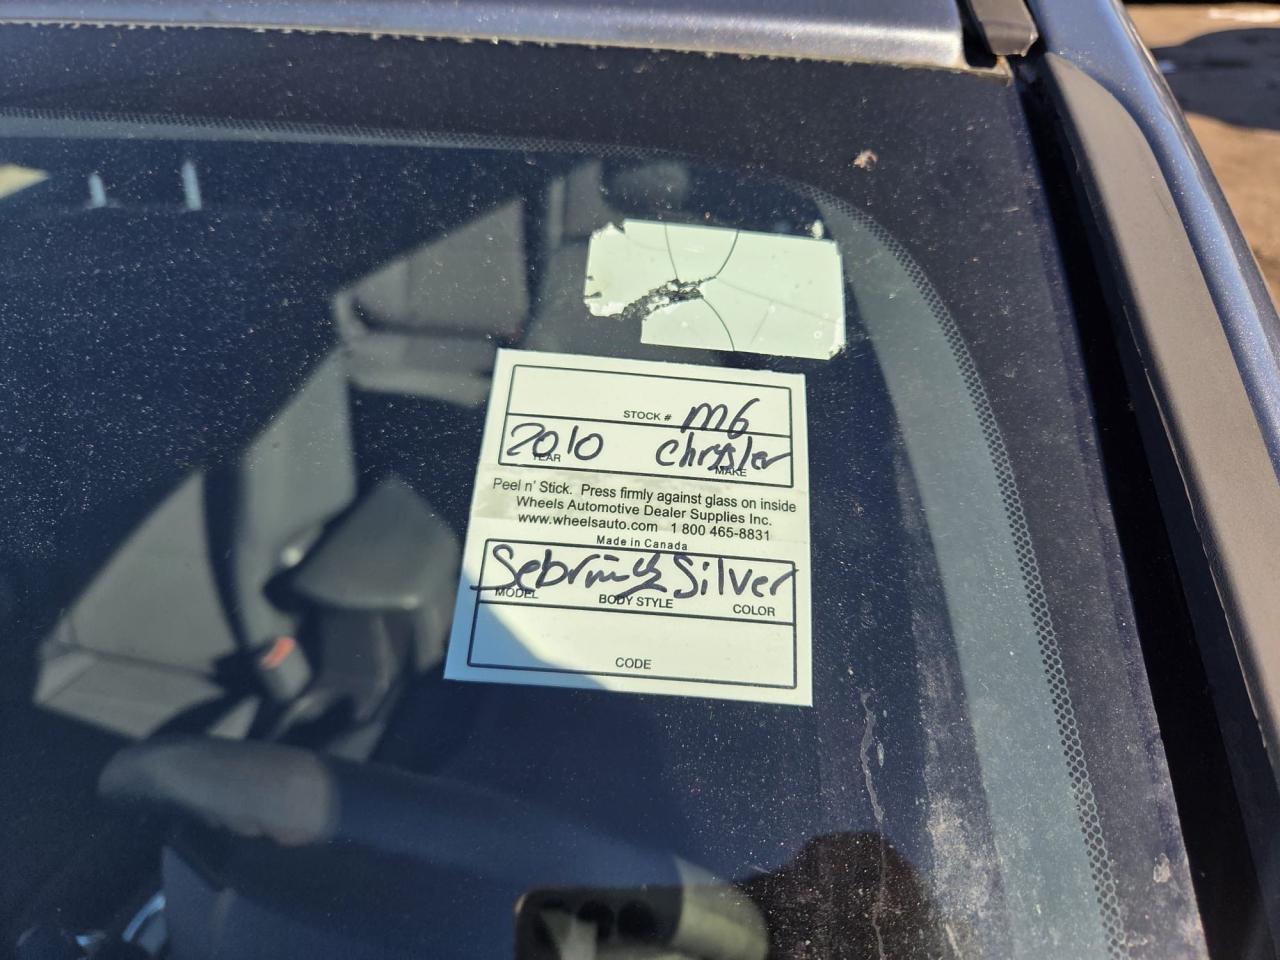 STOCK # M6
2010 Chrysler
YEAR MAKE
Peel n' Stick. Press firmly against glass on inside
Wheels Automotive Dealer Supplies Inc.
www.wheelsauto.com 1 800 465-8831
Made in Canada
Sebring Silver
MODEL BODY STYLE COLOR
CODE